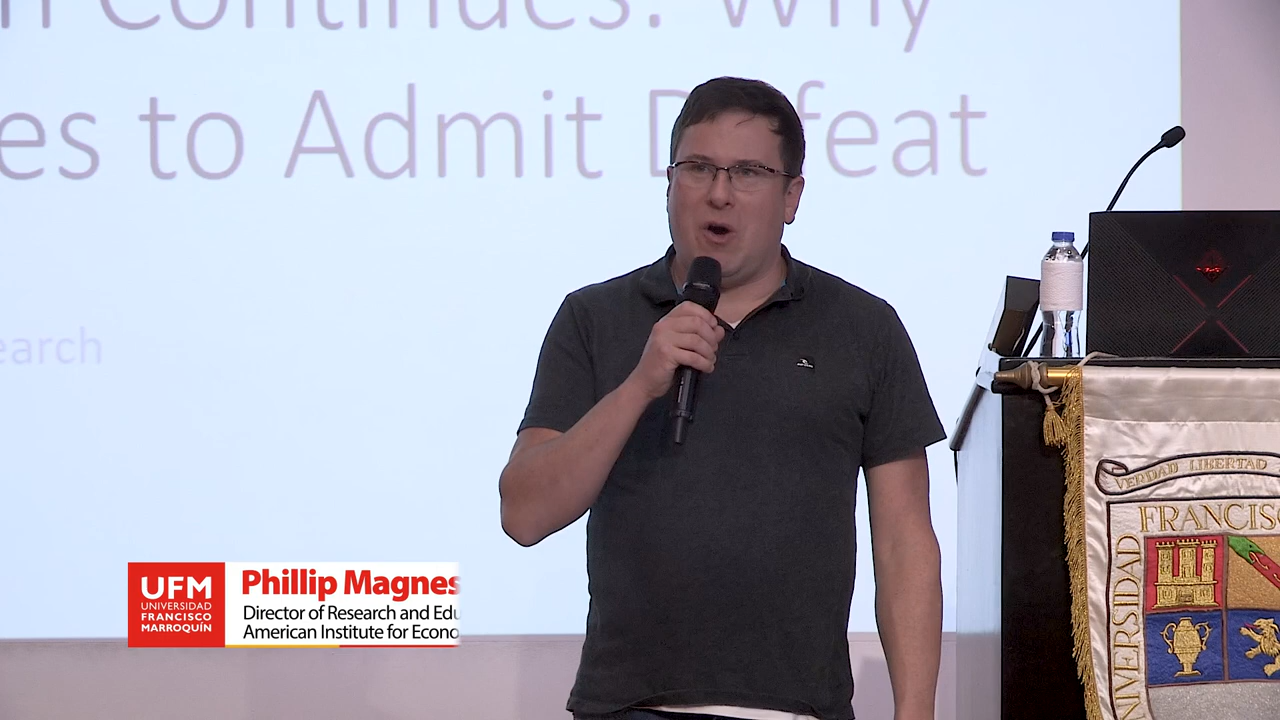 Continues: Why
es to Admit
feat
earch
UFM
UNIVERSIDAD
FRANCISCO
MARROQUÍN
Phillip Magnes
Director of Research and Edu
American Institute for Econo
VERDAD LIBERTAD
FRANCISC
UNIVERSIDAD